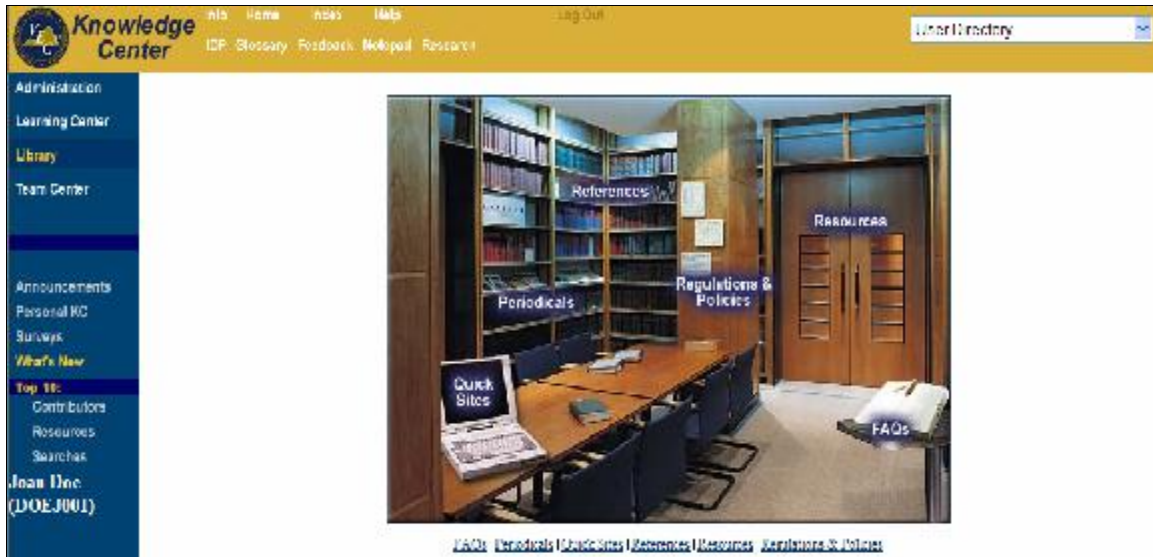 Knowledge
Center
Info Home Index Help Log Out
IDP Glossary Feedback Notepad Research
User Directory
Administration
Learning Center
Library
Team Center
Announcements
Personal KC
Surveys
What's New
Top 10:
Contributors
Resources
Searches
Joan Doe
(DOEJ001)
References
Resources
Periodicals
Regulations &
Policies
Quick
Sites
FAQs
FAQs | Periodicals | Quick Sites | References | Resources | Regulations & Policies